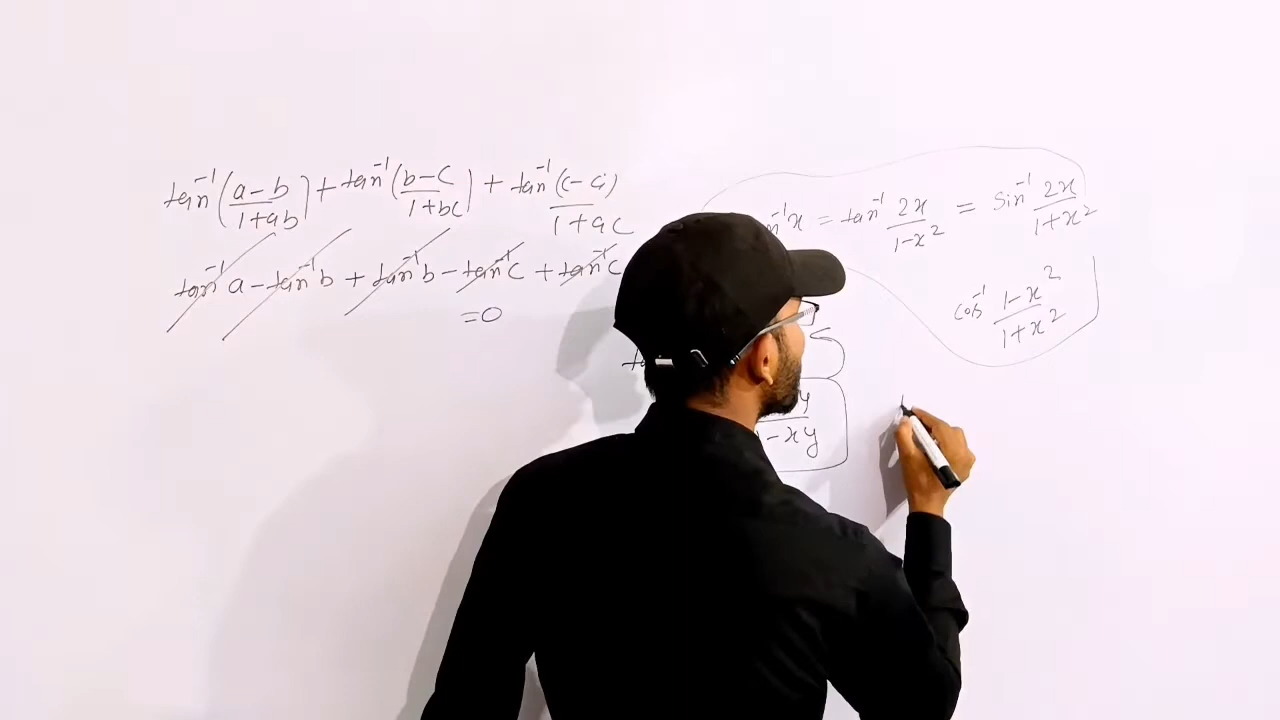 tan⁻¹(a-b/1+ab) + tan⁻¹(b-c/1+bc) + tan⁻¹(c-a)/1+ac
tan⁻¹a - tan⁻¹b + tan⁻¹b - tan⁻¹c + tan⁻¹c
=0
⁻¹x = tan⁻¹ 2x/1-x² = sin⁻¹ 2x/1+x²
cos⁻¹ 1-x²/1+x²
y/1-xy